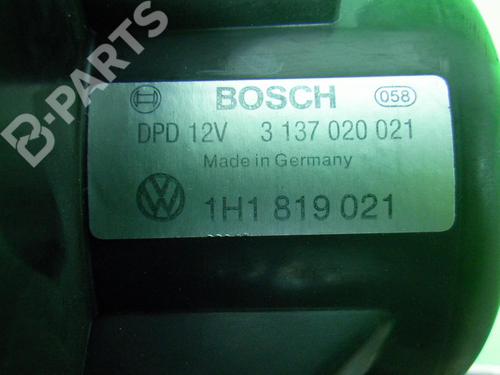 B-PARTS
BOSCH 058
DPD 12V 3 137 020 021
Made in Germany
1H1 819 021